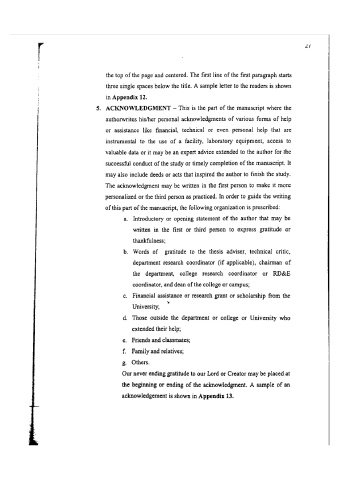 21
the top of the page and centered. The first line of the first paragraph starts
three single spaces below the title. A sample letter to the readers is shown
in Appendix 12.
5. ACKNOWLEDGMENT – This is the part of the manuscript where the
authorwrites his/her personal acknowledgments of various forms of help
or assistance like financial, technical or even personal help that are
instrumental to the use of a facility, laboratory equipment, access to
valuable data or it may be an expert advice extended to the author for the
successful conduct of the study or timely completion of the manuscript. It
may also include deeds or acts that inspired the author to finish the study.
The acknowledgment may be written in the first person to make it more
personalized or the third person as practiced. In order to guide the writing
of this part of the manuscript, the following organization is prescribed:
a. Introductory or opening statement of the author that may be
written in the first or third person to express gratitude or
thankfulness;
b. Words of gratitude to the thesis adviser, technical critic,
department research coordinator (if applicable), chairman of
the department, college research coordinator or RD&E
coordinator, and dean of the college or campus;
c. Financial assistance or research grant or scholarship from the
University;
d. Those outside the department or college or University who
extended their help;
e. Friends and classmates;
f. Family and relatives;
g. Others.
Our never ending gratitude to our Lord or Creator may be placed at
the beginning or ending of the acknowledgment. A sample of an
acknowledgement is shown in Appendix 13.